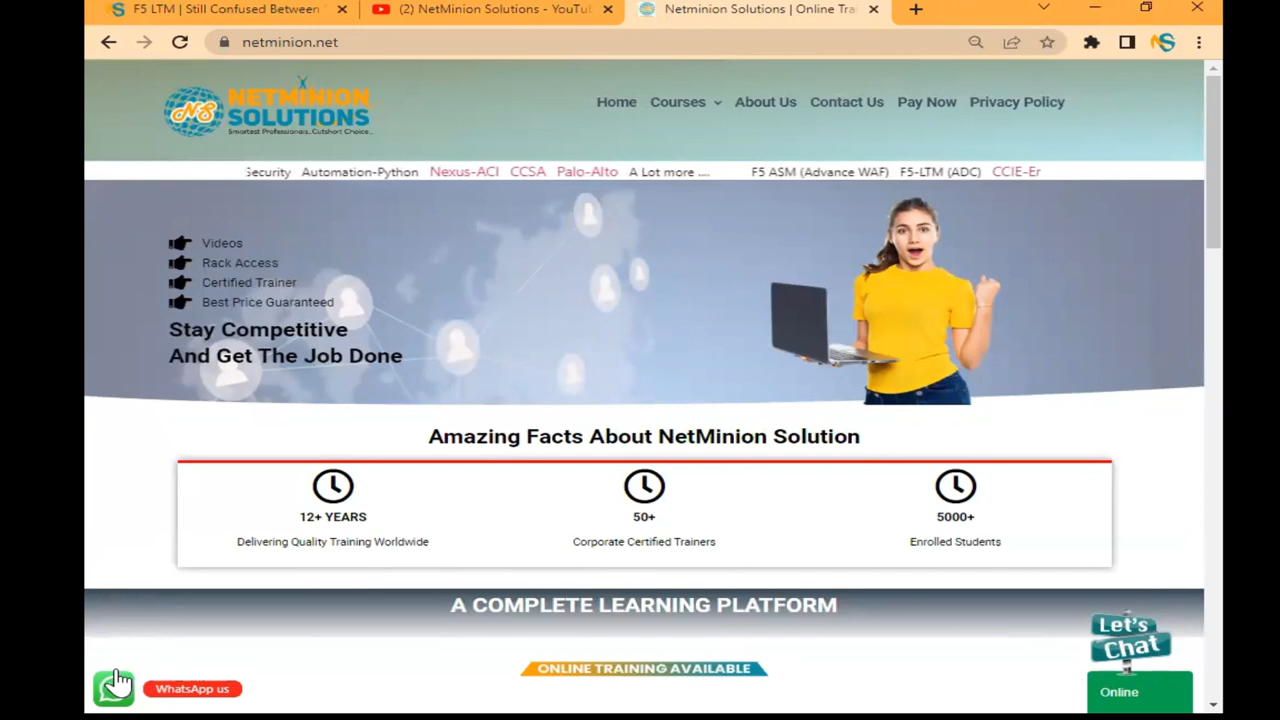 F5 LTM | Still Confused Between
(2) NetMinion Solutions - YouTu
Netminion Solutions | Online Trai
netminion.net
NS
NETMINION
SOLUTIONS
Smartest Professionals...Cutshort Choice...
Home Courses About Us Contact Us Pay Now Privacy Policy
Security Automation-Python Nexus-ACI CCSA Palo-Alto A Lot more .... F5 ASM (Advance WAF) F5-LTM (ADC) CCIE-Er
Videos
Rack Access
Certified Trainer
Best Price Guaranteed
Stay Competitive
And Get The Job Done
Amazing Facts About NetMinion Solution
12+ YEARS
Delivering Quality Training Worldwide
50+
Corporate Certified Trainers
5000+
Enrolled Students
A COMPLETE LEARNING PLATFORM
ONLINE TRAINING AVAILABLE
Let's
Chat
Online
WhatsApp us